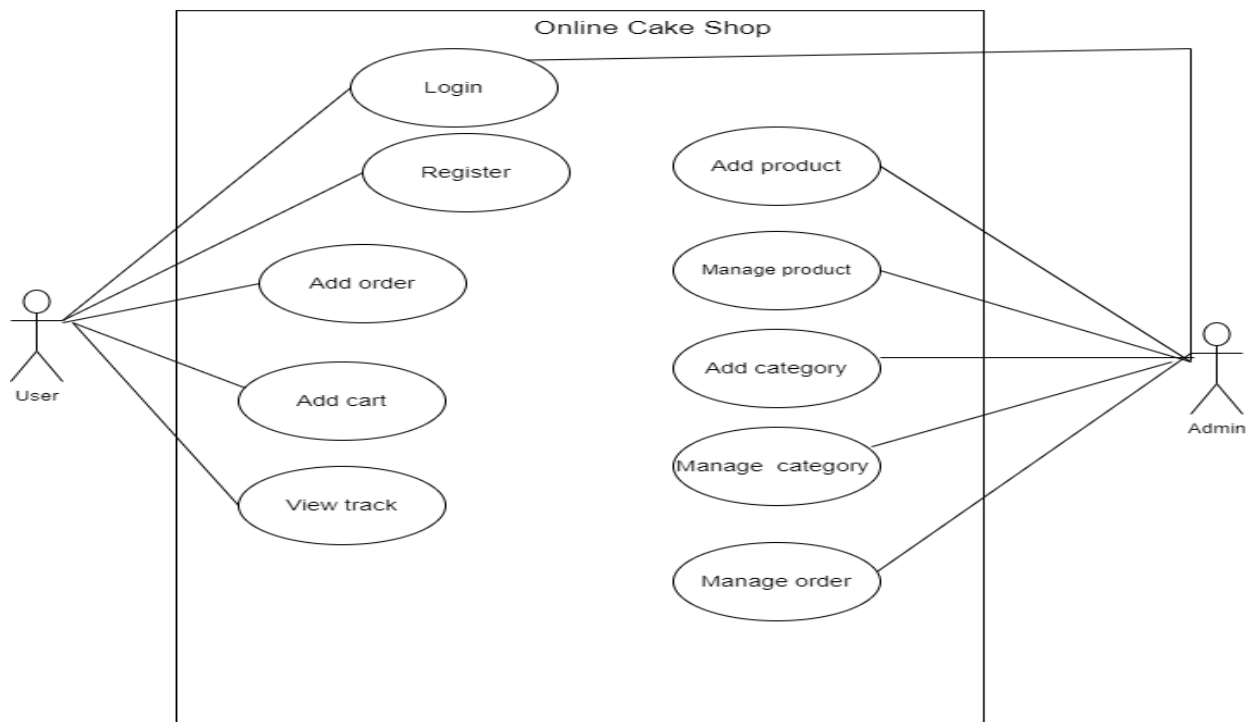 Online Cake Shop
Login
Register
Add product
Manage product
Add order
Add category
Add cart
User
Admin
Manage  category
View track
Manage order